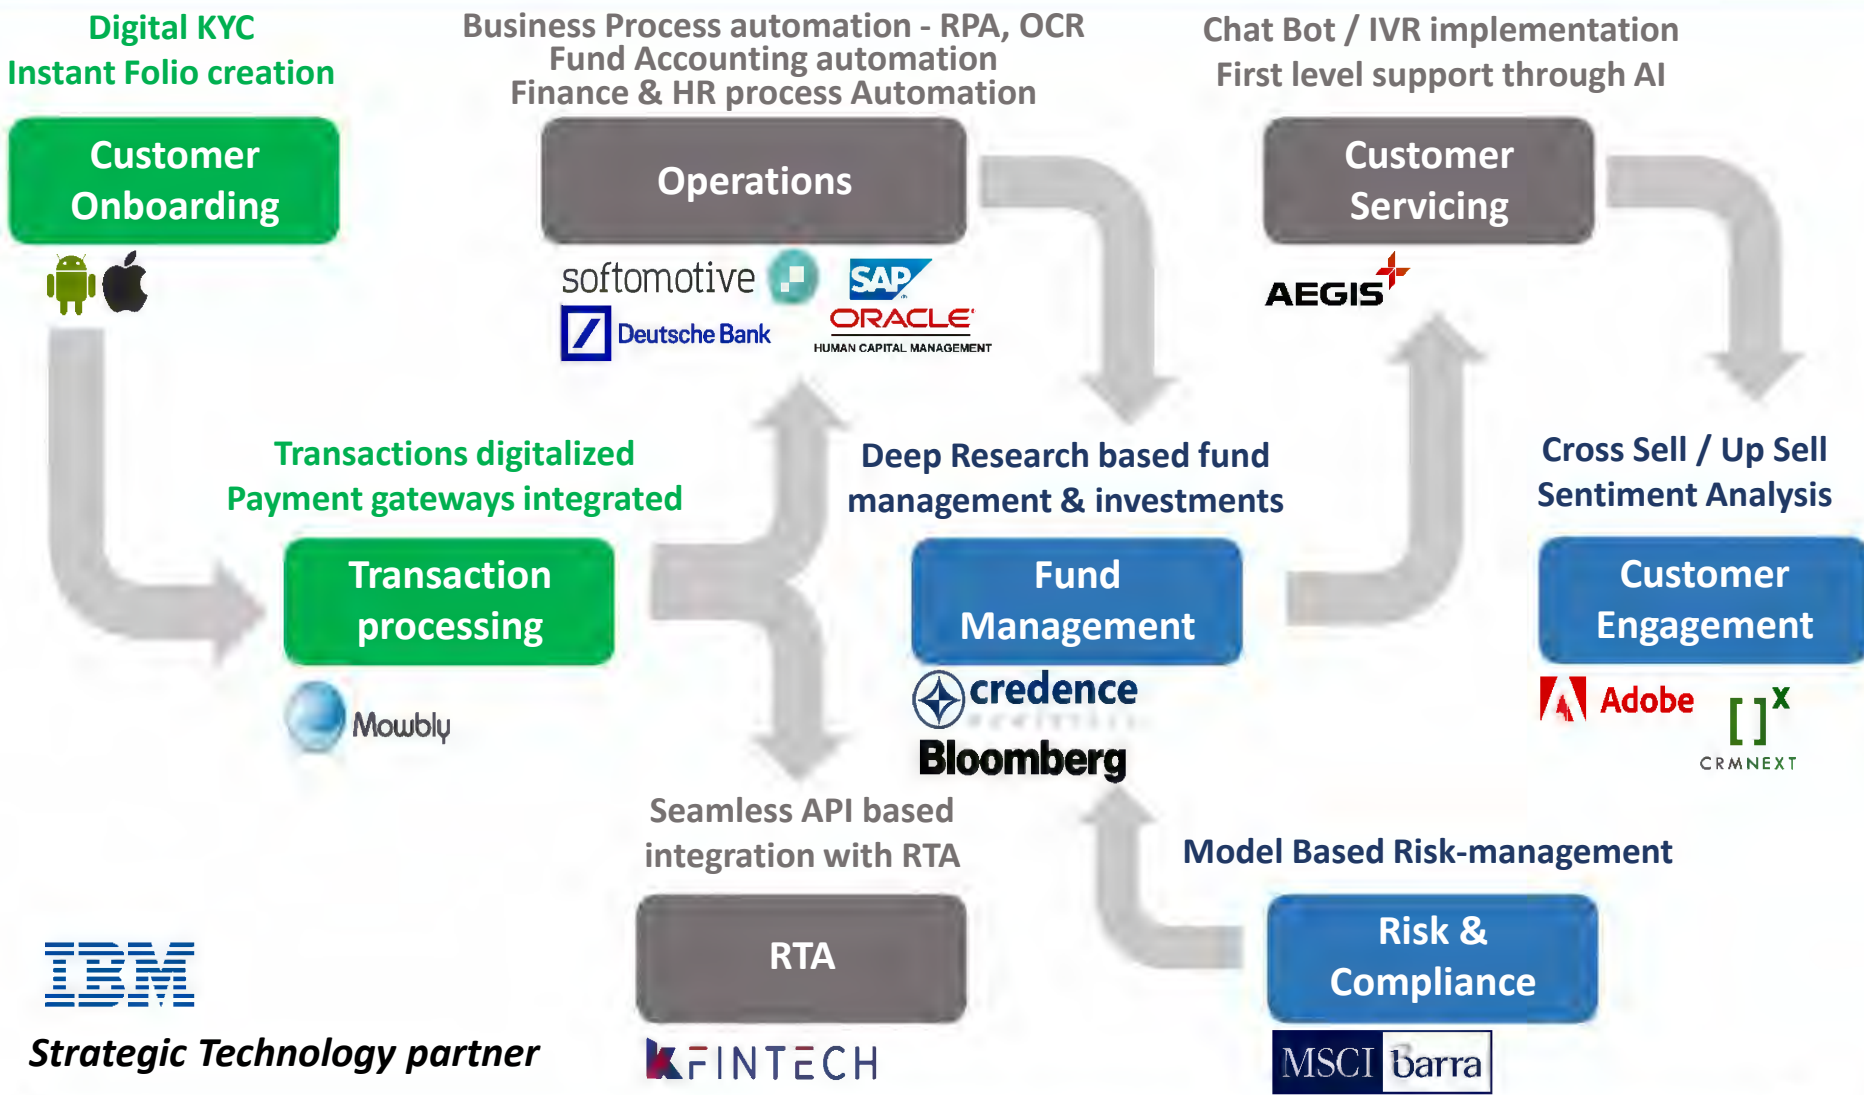 Digital KYC
Instant Folio creation
Customer
Onboarding
Business Process automation - RPA, OCR
Fund Accounting automation
Finance & HR process Automation
Operations
softomotive
SAP
Deutsche Bank
ORACLE
HUMAN CAPITAL MANAGEMENT
Chat Bot / IVR implementation
First level support through AI
Customer
Servicing
AEGIS
Transactions digitalized
Payment gateways integrated
Transaction
processing
Mowbly
Deep Research based fund
management & investments
Fund
Management
credence
Bloomberg
Cross Sell / Up Sell
Sentiment Analysis
Customer
Engagement
Adobe
[ ]X
CRMNEXT
Seamless API based
integration with RTA
RTA
KFINTECH
Model Based Risk-management
Risk &
Compliance
MSCI Barra
IBM
Strategic Technology partner